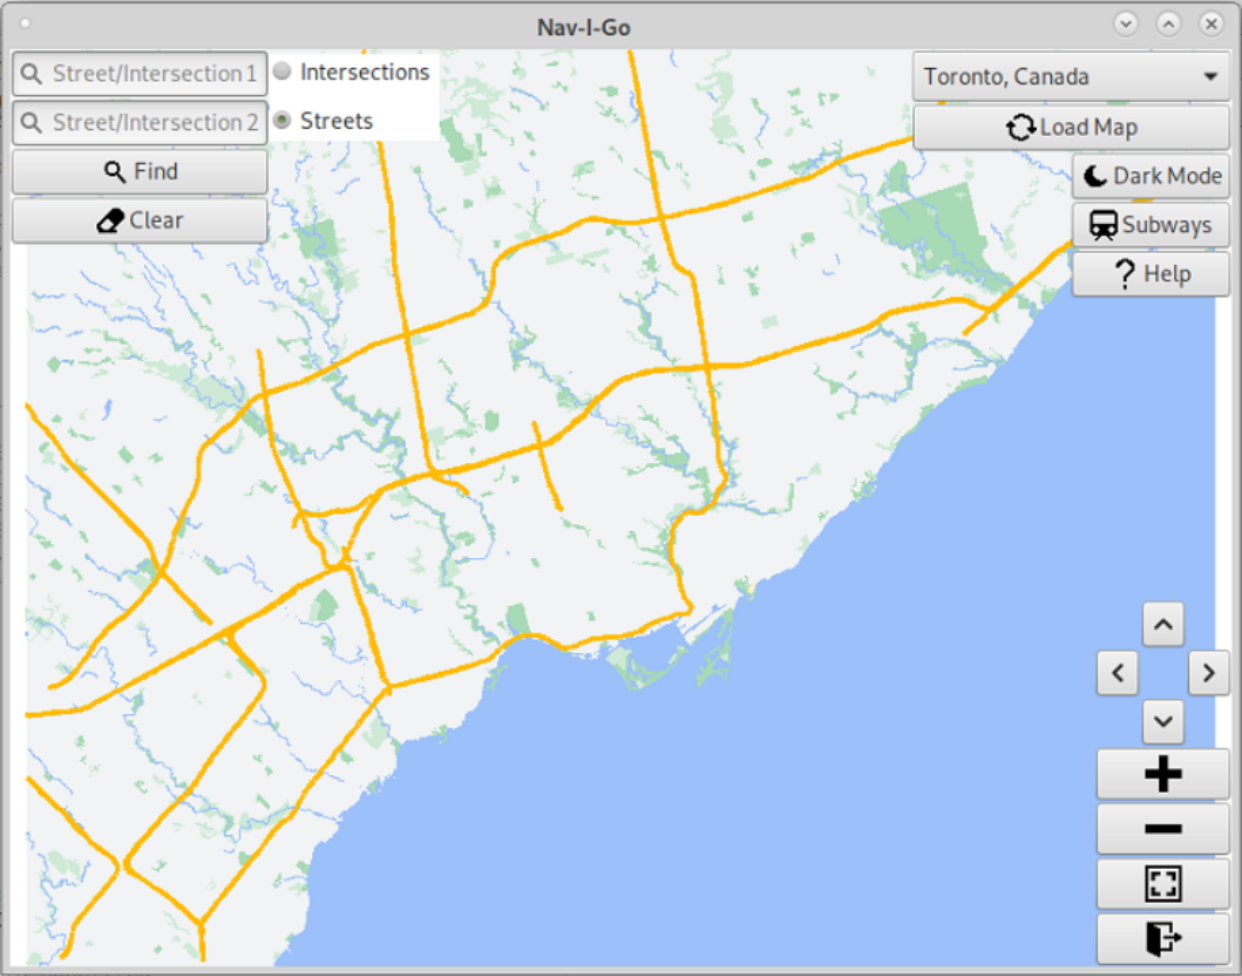 Nav-I-Go
Street/Intersection 1
Intersections
Toronto, Canada
Street/Intersection 2
Streets
Load Map
Find
Dark Mode
Clear
Subways
Help